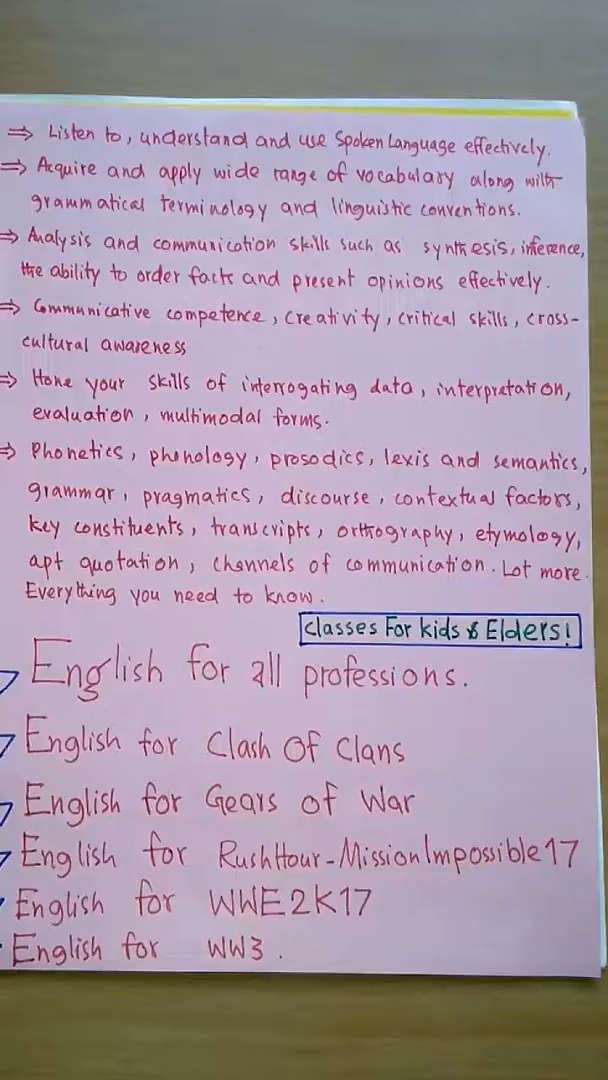 ⇒ Listen to, understand and use Spoken Language effectively.
⇒ Acquire and apply wide range of vocabulary along with
grammatical terminology and linguistic conventions.
⇒ Analysis and communication skills such as synthesis, inference,
the ability to order facts and present opinions effectively.
⇒ Communicative competence, creativity, critical skills, cross-
cultural awareness
⇒ Hone your skills of interrogating data, interpretation,
evaluation, multimodal forms.
⇒ Phonetics, phonology, prosodics, lexis and semantics,
grammar, pragmatics, discourse, contextual factors,
key constituents, transcripts, orthography, etymology,
apt quotation, channels of communication. Lot more.
Everything you need to know.
Classes For kids & Elders!
English for all professions.
English for Clash Of Clans
English for Gears of War
English for RushHour-MissionImpossible17
English for WWE2K17
English for WW3.